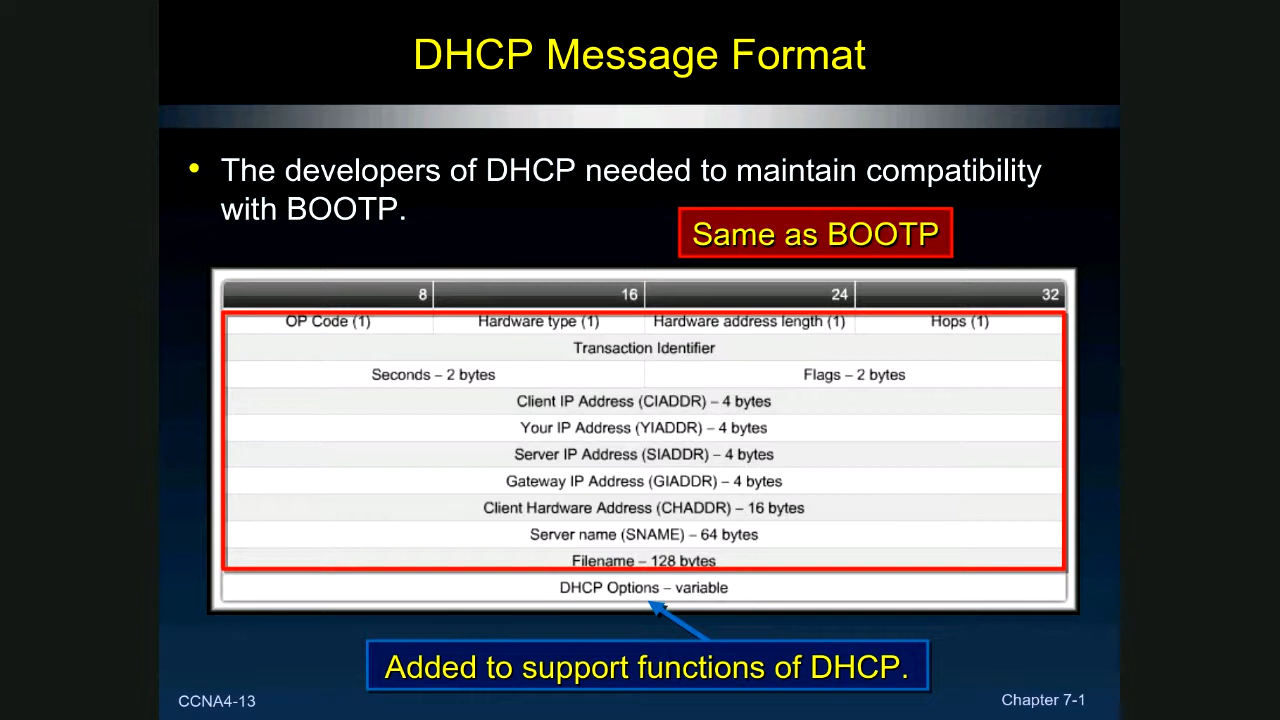 DHCP Message Format
• The developers of DHCP needed to maintain compatibility
with BOOTP.
Same as BOOTP
8 16 24 32
OP Code (1) Hardware type (1) Hardware address length (1) Hops (1)
Transaction Identifier
Seconds – 2 bytes Flags – 2 bytes
Client IP Address (CIADDR) – 4 bytes
Your IP Address (YIADDR) – 4 bytes
Server IP Address (SIADDR) – 4 bytes
Gateway IP Address (GIADDR) – 4 bytes
Client Hardware Address (CHADDR) – 16 bytes
Server name (SNAME) – 64 bytes
Filename – 128 bytes
DHCP Options – variable
Added to support functions of DHCP.
CCNA4-13 Chapter 7-1